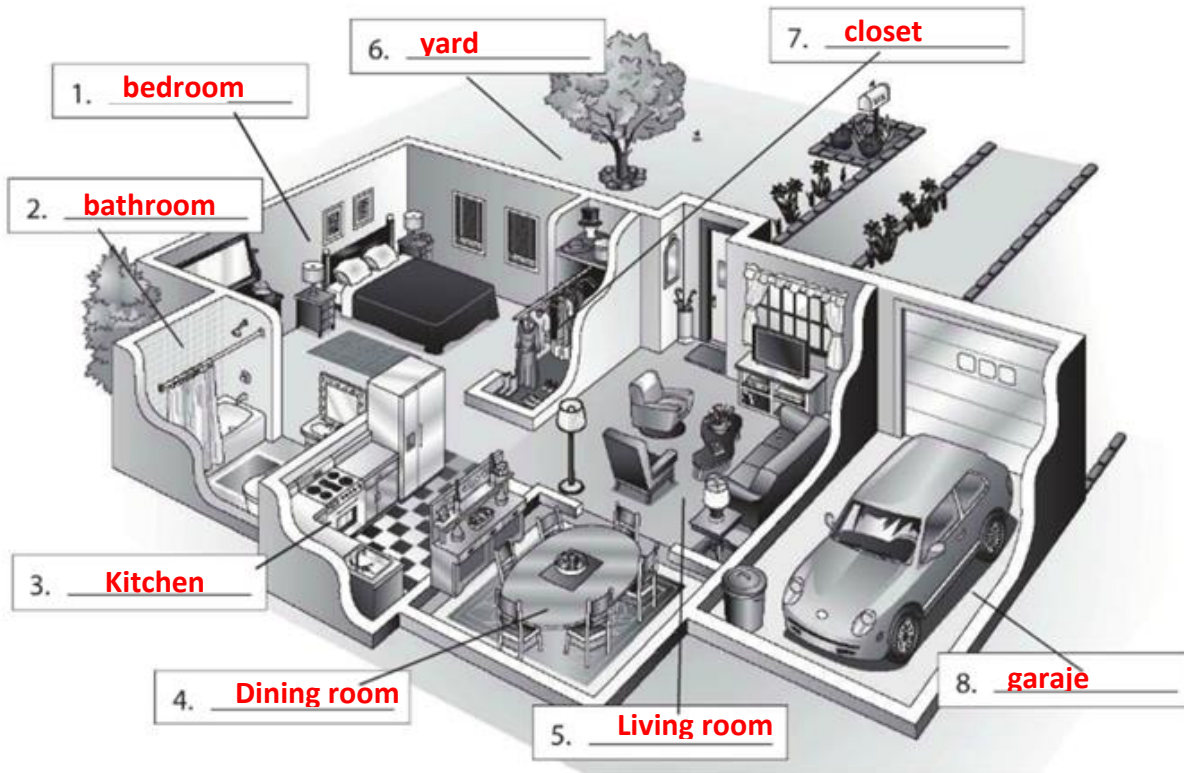 1. bedroom
2. bathroom
3. Kitchen
4. Dining room
5. Living room
6. yard
7. closet
8. garaje